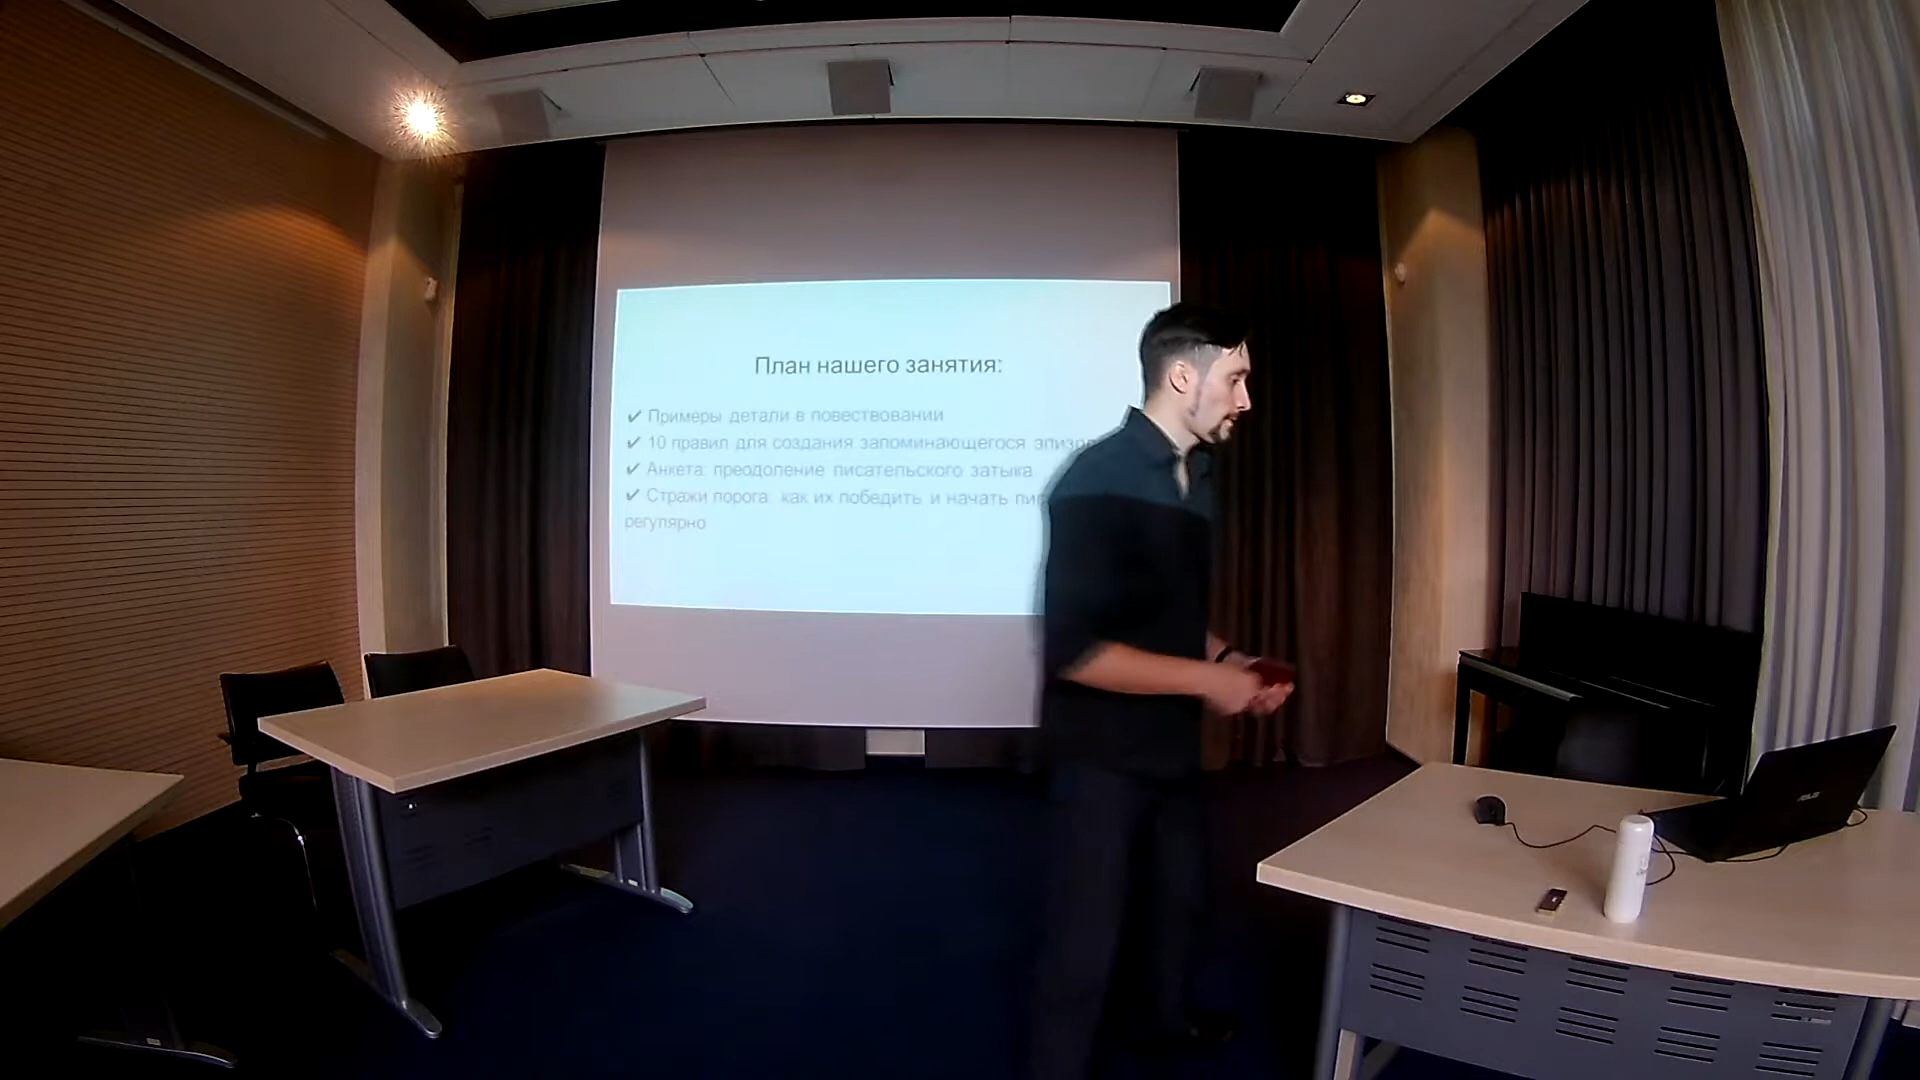 План нашего занятия:
✔ Примеры детали в повествовании
✔ 10 правил для создания запоминающегося
✔ Анкета: преодоление писательского затыка
✔ Стражи порога: как их победить и начать
регулярно
ASUS